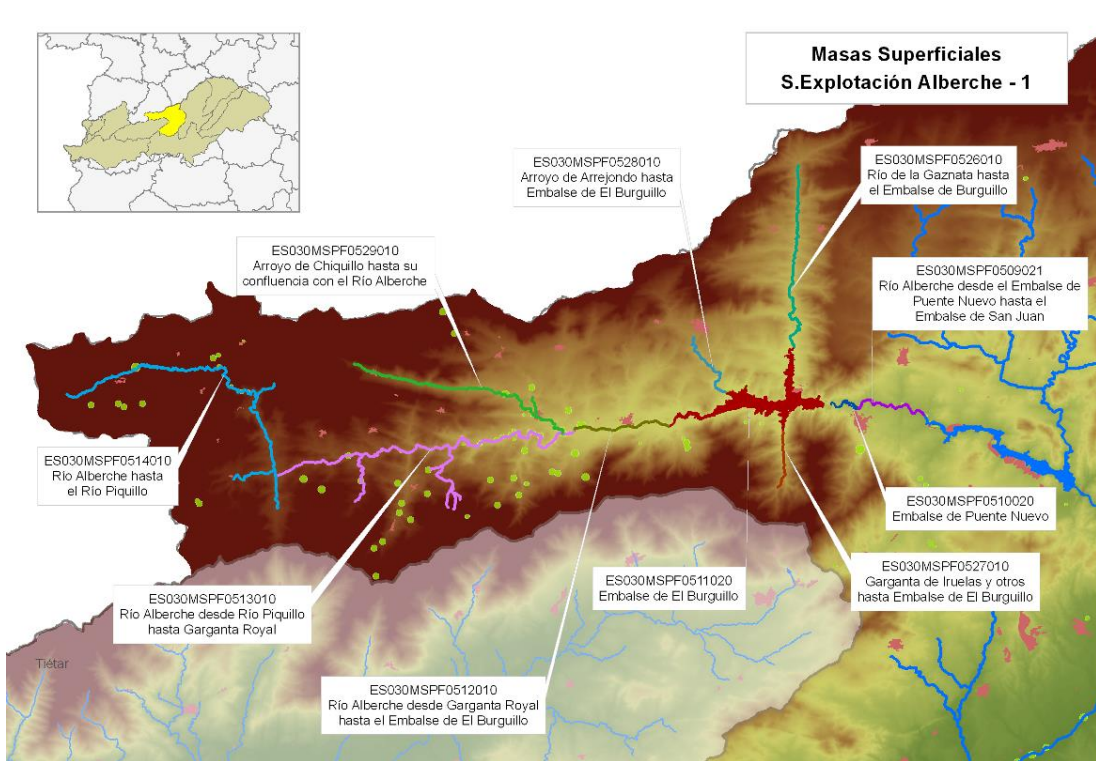 Masas Superficiales
S.Explotación Alberche - 1
ES030MSPF0528010
Arroyo de Arrejondo hasta
Embalse de El Burguillo
ES030MSPF0526010
Río de la Gaznata hasta
el Embalse de Burguillo
ES030MSPF0529010
Arroyo de Chiquillo hasta su
confluencia con el Río Alberche
ES030MSPF0509021
Río Alberche desde el Embalse de
Puente Nuevo hasta el
Embalse de San Juan
ES030MSPF0514010
Río Alberche hasta
el Río Piquillo
ES030MSPF0510020
Embalse de Puente Nuevo
ES030MSPF0513010
Río Alberche desde Río Piquillo
hasta Garganta Royal
ES030MSPF0511020
Embalse de El Burguillo
ES030MSPF0527010
Garganta de Iruelas y otros
hasta Embalse de El Burguillo
Tiétar
ES030MSPF0512010
Río Alberche desde Garganta Royal
hasta el Embalse de El Burguillo